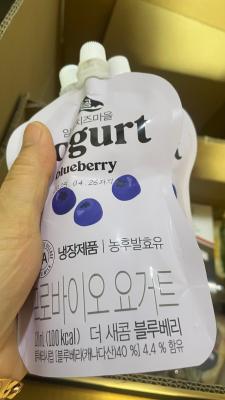 임 치즈마을
ogurt
blueberry
04.26까지
냉장제품 | 농후발효유
로바이오 요거트
(100 kcal) 더 새콤 블루베리
[블루베리(캐나다산)40 %] 4.4 % 함유